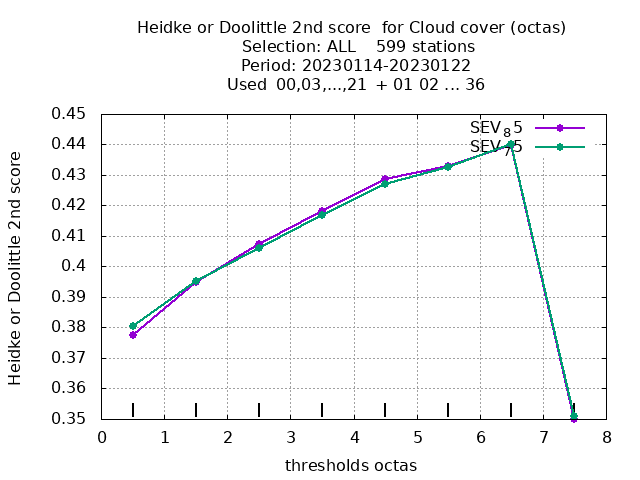 Heidke or Doolittle 2nd score  for Cloud cover (octas)
Selection: ALL    599 stations
Period: 20230114-20230122
Used  00,03,...,21  + 01 02 ... 36
0.45
0.44
0.43
0.42
0.41
0.4
0.39
0.38
0.37
0.36
0.35
Heidke or Doolittle 2nd score
SEV85
SEV75
0 1 2 3 4 5 6 7 8
thresholds octas